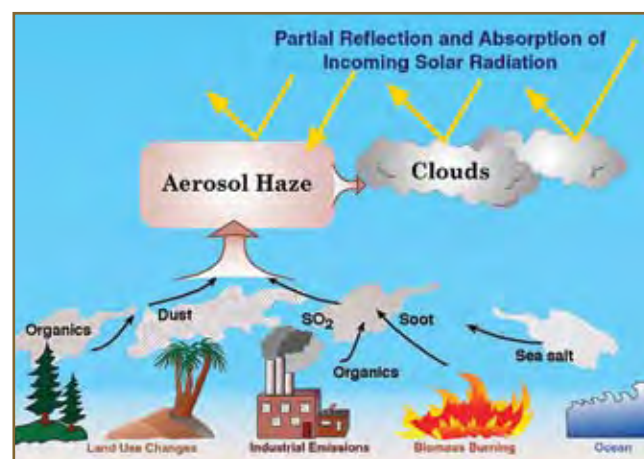 Partial Reflection and Absorption of
Incoming Solar Radiation
Aerosol Haze
Clouds
Organics
Dust
SO₂
Soot
Organics
Sea salt
Land Use Changes
Industrial Emissions
Biomass Burning
Ocean